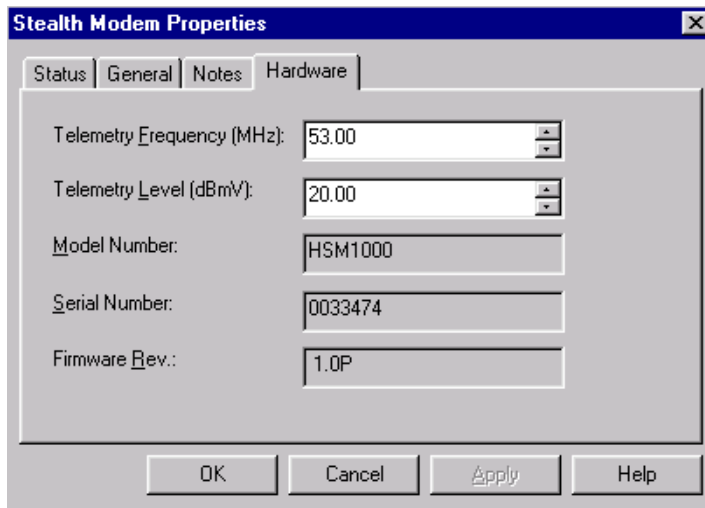 Stealth Modem Properties
Status General Notes Hardware
Telemetry Frequency (MHz): 53.00
Telemetry Level (dBmV): 20.00
Model Number: HSM1000
Serial Number: 0033474
Firmware Rev.: 1.0P
OK Cancel Apply Help